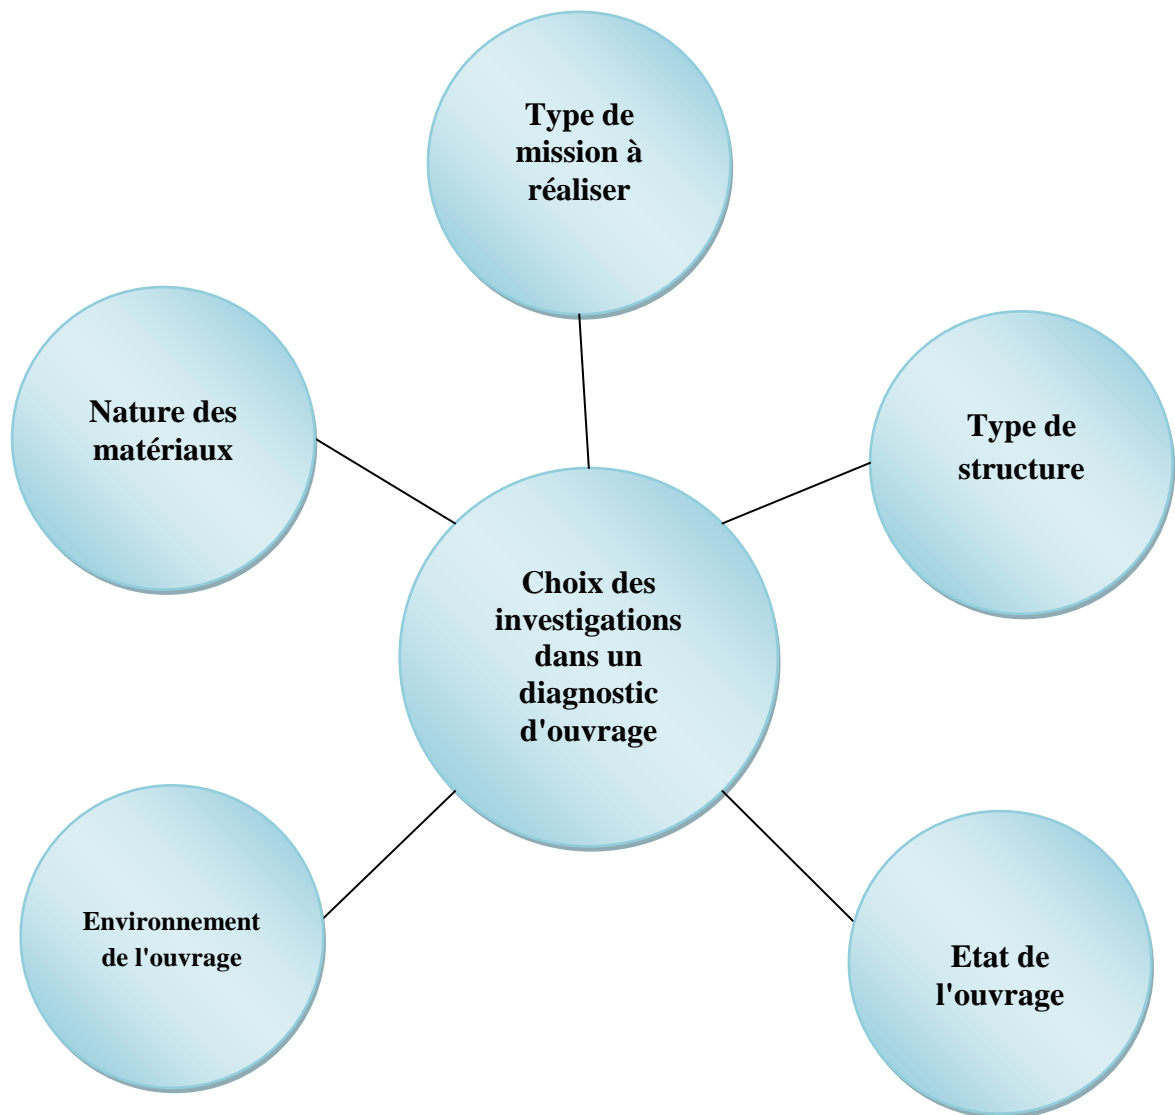 Type de
mission à
réaliser
Nature des
matériaux
Type de
structure
Choix des
investigations
dans un
diagnostic
d'ouvrage
Environnement
de l'ouvrage
Etat de
l'ouvrage